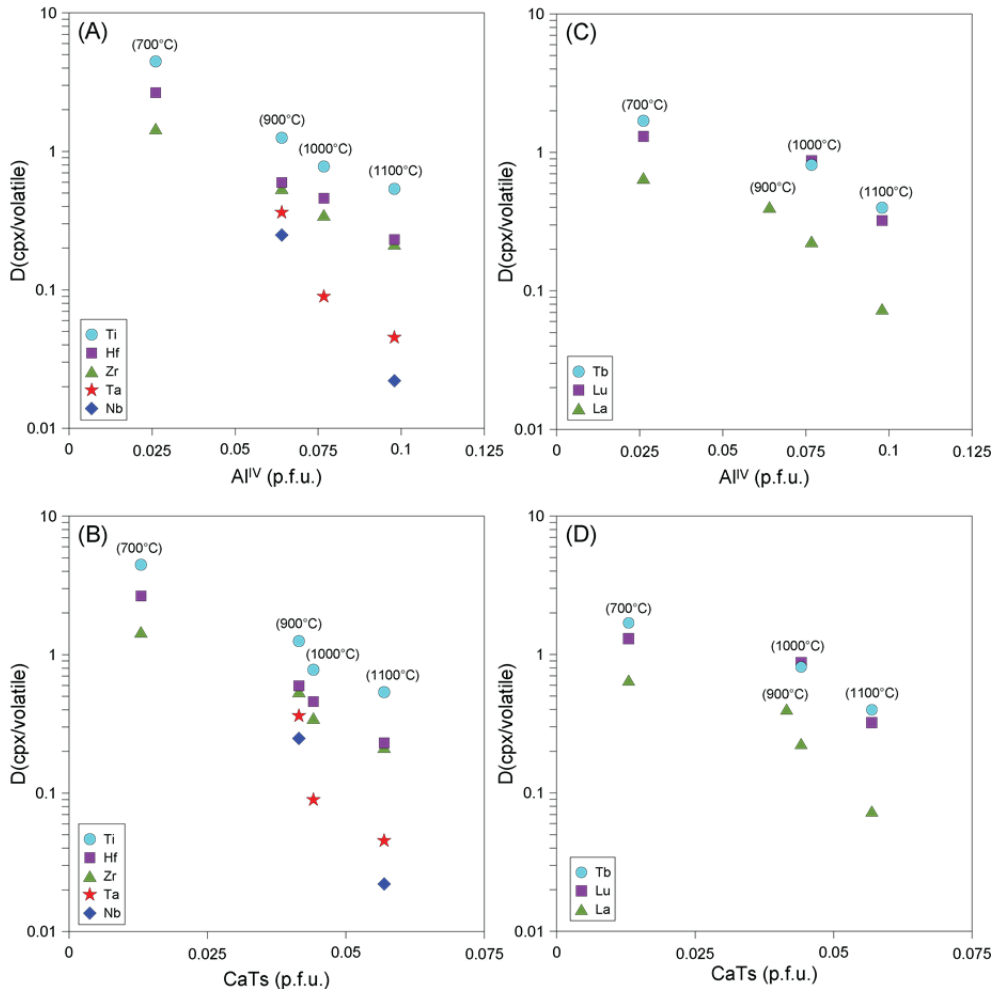 (A)
10
1
0.1
0.01
D(cpx/volatile)
(700°C)
(900°C)
(1000°C)
(1100°C)
Ti
Hf
Zr
Ta
Nb
0
0.025
0.05
0.075
0.1
0.125
Al^IV (p.f.u.)
(C)
10
1
0.1
0.01
D(cpx/volatile)
(700°C)
(1000°C)
(900°C)
(1100°C)
Tb
Lu
La
0
0.025
0.05
0.075
0.1
0.125
Al^IV (p.f.u.)
(B)
10
1
0.1
0.01
D(cpx/volatile)
(700°C)
(900°C)
(1000°C)
(1100°C)
Ti
Hf
Zr
Ta
Nb
0
0.025
0.05
0.075
CaTs (p.f.u.)
(D)
10
1
0.1
0.01
D(cpx/volatile)
(700°C)
(1000°C)
(900°C)
(1100°C)
Tb
Lu
La
0
0.025
0.05
0.075
CaTs (p.f.u.)